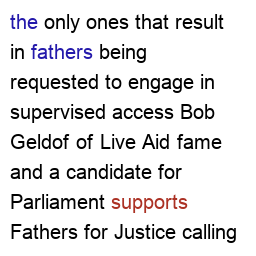 the only ones that result
in fathers being
requested to engage in
supervised access Bob
Geldof of Live Aid fame
and a candidate for
Parliament supports
Fathers for Justice calling